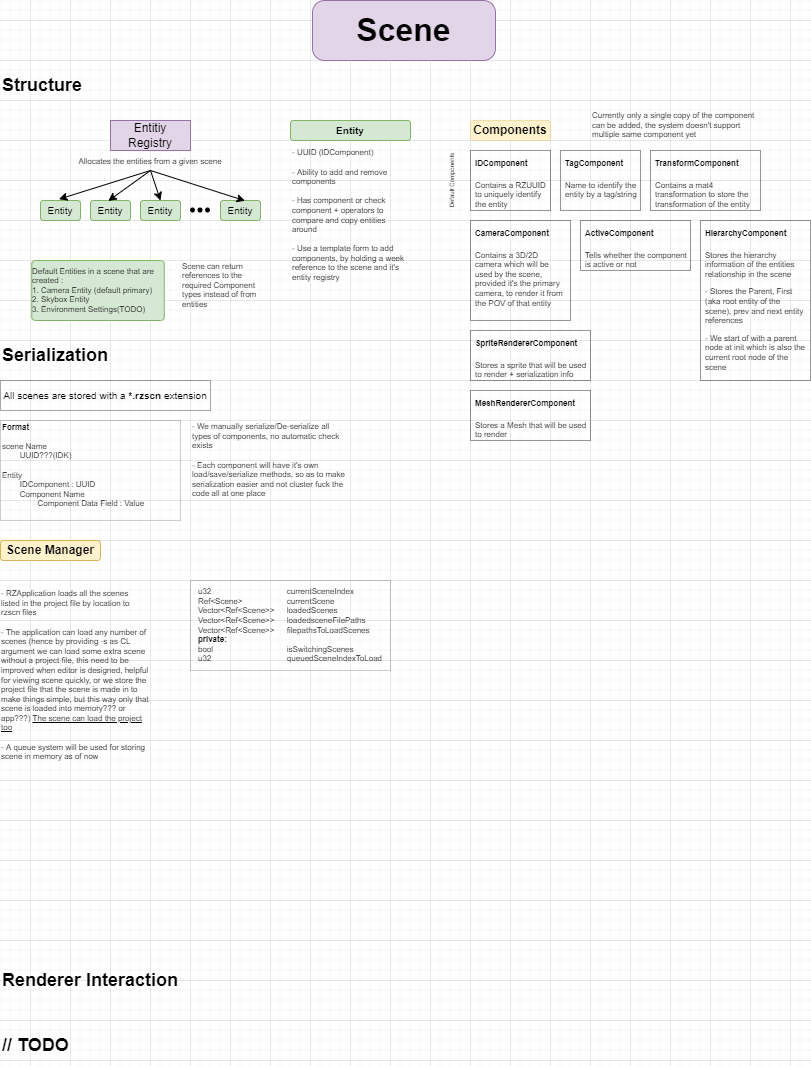 Scene
Structure
Entitiy
Registry
Allocates the entities from a given scene
Entity
Entity
Entity
Entity
Default Entities in a scene that are
created :
1. Camera Entity (default primary)
2. Skybox Entity
3. Environment Settings(TODO)
Scene can return
references to the
required Component
types instead of from
entities
Entity
- UUID (IDComponent)
- Ability to add and remove
components
- Has component or check
component + operators to
compare and copy entities
around
- Use a template form to add
components, by holding a week
reference to the scene and it's
entity registry
Components
Currently only a single copy of the component
can be added, the system doesn't support
multiple same component yet
Default Components
IDComponent
Contains a RZUUID
to uniquely identify
the entity
TagComponent
Name to identify the
entity by a tag/string
TransformComponent
Contains a mat4
transformation to store the
transformation of the entity
CameraComponent
Contains a 3D/2D
camera which will be
used by the scene,
provided it's the primary
camera, to render it from
the POV of that entity
ActiveComponent
Tells whether the component
is active or not
HierarchyComponent
Stores the hierarchy
information of the entities
relationship in the scene
- Stores the Parent, First
(aka root entity of the
scene), prev and next entity
references
- We start of with a parent
node at init which is also the
current root node of the
scene
SpriteRendererComponent
Stores a sprite that will be used
to render + serialization info
MeshRendererComponent
Stores a Mesh that will be used
to render
Serialization
All scenes are stored with a *.rzscn extension
Format
scene Name
UUID???(IDK)
Entity
IDComponent : UUID
Component Name
Component Data Field : Value
- We manually serialize/De-serialize all
types of components, no automatic check
exists
- Each component will have it's own
load/save/serialize methods, so as to make
serialization easier and not cluster fuck the
code all at one place
Scene Manager
- RZApplication loads all the scenes
listed in the project file by location to
rzscn files
- The application can load any number of
scenes (hence by providing -s as CL
argument we can load some extra scene
without a project file, this need to be
improved when editor is designed, helpful
for viewing scene quickly, or we store the
project file that the scene is made in to
make things simple, but this way only that
scene is loaded into memory??? or
app???) The scene can load the project
too
- A queue system will be used for storing
scene in memory as of now
u32 currentSceneIndex
Ref<Scene> currentScene
Vector<Ref<Scene>> loadedScenes
Vector<Ref<Scene>> loadedsceneFilePaths
Vector<Ref<Scene>> filepathsToLoadScenes
private:
bool isSwitchingScenes
u32 queuedSceneIndexToLoad
Renderer Interaction
// TODO